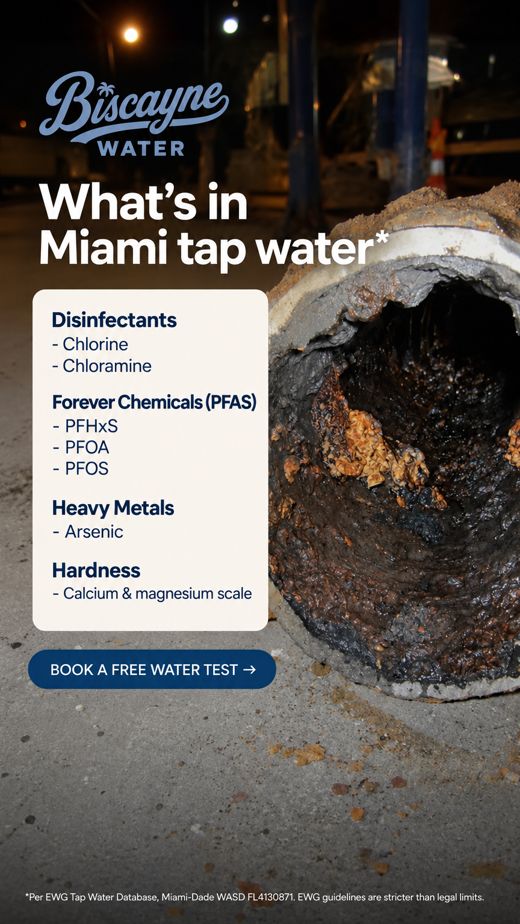 Biscayne
WATER
What's in
Miami tap water*
Disinfectants
- Chlorine
- Chloramine
Forever Chemicals (PFAS)
- PFHxS
- PFOA
- PFOS
Heavy Metals
- Arsenic
Hardness
- Calcium & magnesium scale
BOOK A FREE WATER TEST →
*Per EWG Tap Water Database, Miami-Dade WASD FL4130871. EWG guidelines are stricter than legal limits.